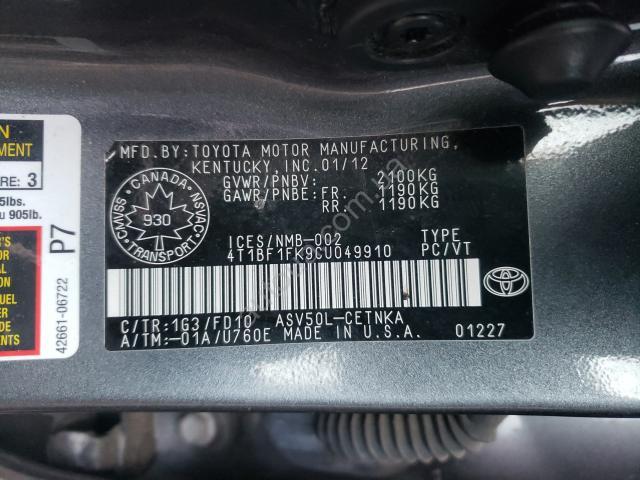 N
EMENT
RE: 3
5lbs.
u 905lb.
P7
42661-06722
MFD.BY:TOYOTA MOTOR MANUFACTURING,
KENTUCKY, INC.01/12
GVWR/PNBV: 2100KG
GAWR/PNBE: FR. 1190KG
RR. 1190KG
CANADA
CMVSS
NSVAC
930
ICES/NMB-002
4T1BF1FK9CU049910
TYPE:
PC/VT
C/TR:1G3/FD10 ASV50L-CETNKA
A/TM:-01A/U760E MADE IN U.S.A.
01227